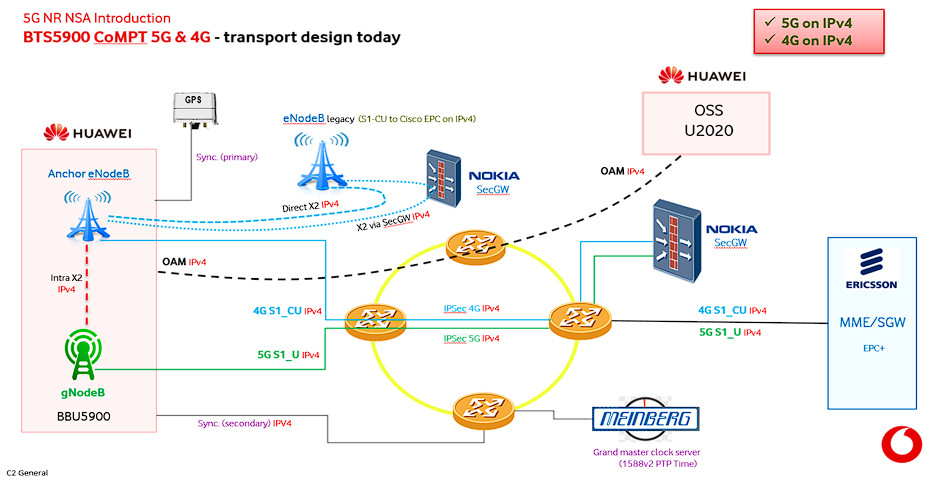 5G NR NSA Introduction
BTS5900 CoMPT 5G & 4G - transport design today
✓ 5G on IPv4
✓ 4G on IPv4
HUAWEI
OSS
U2020
GPS
HUAWEI
eNodeB legacy (S1-CU to Cisco EPC on IPv4)
Sync. (primary)
Anchor eNodeB
NOKIA
SecGW
OAM IPv4
Direct X2 IPv4
X2 via SecGW IPv4
NOKIA
SecGW
OAM IPv4
Intra X2
IPv4
ERICSSON
4G S1_CU IPv4
IPSec 4G IPv4
4G S1_CU IPv4
MME/SGW
5G S1_U IPv4
IPSec 5G IPv4
5G S1_U IPv4
EPC+
gNodeB
BBU5900
Sync. (secondary) IPV4
MEINBERG
Grand master clock server
(1588v2 PTP Time)
C2 General